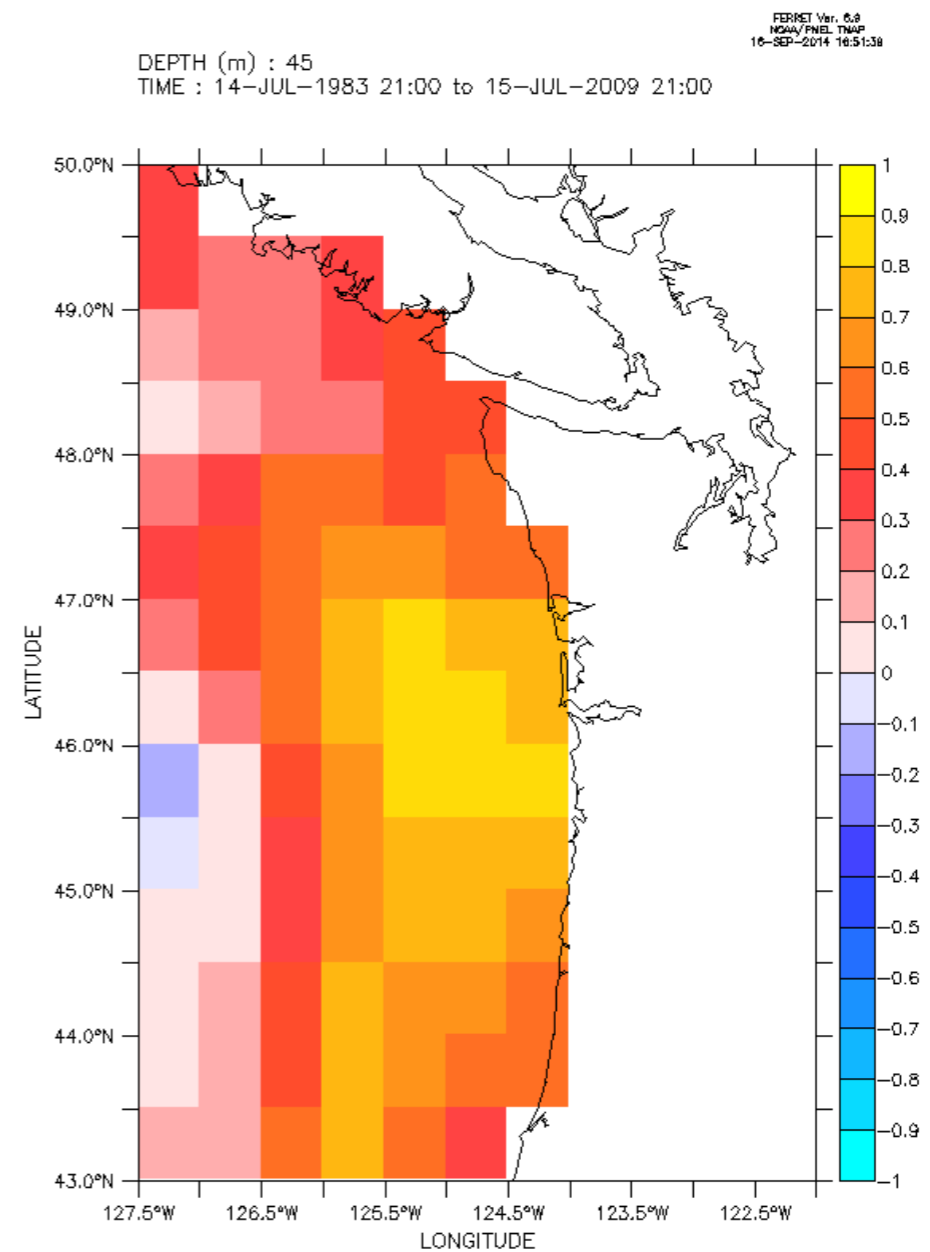 FERRET Ver. 6.9
NOAA/PMEL TMAP
16-SEP-2014 16:51:39
DEPTH (m) : 45
TIME : 14-JUL-1983 21:00 to 15-JUL-2009 21:00
50.0°N
49.0°N
48.0°N
47.0°N
46.0°N
45.0°N
44.0°N
43.0°N
LATITUDE
127.5°W 126.5°W 125.5°W 124.5°W 123.5°W 122.5°W
LONGITUDE
1
0.9
0.8
0.7
0.6
0.5
0.4
0.3
0.2
0.1
0
-0.1
-0.2
-0.3
-0.4
-0.5
-0.6
-0.7
-0.8
-0.9
-1